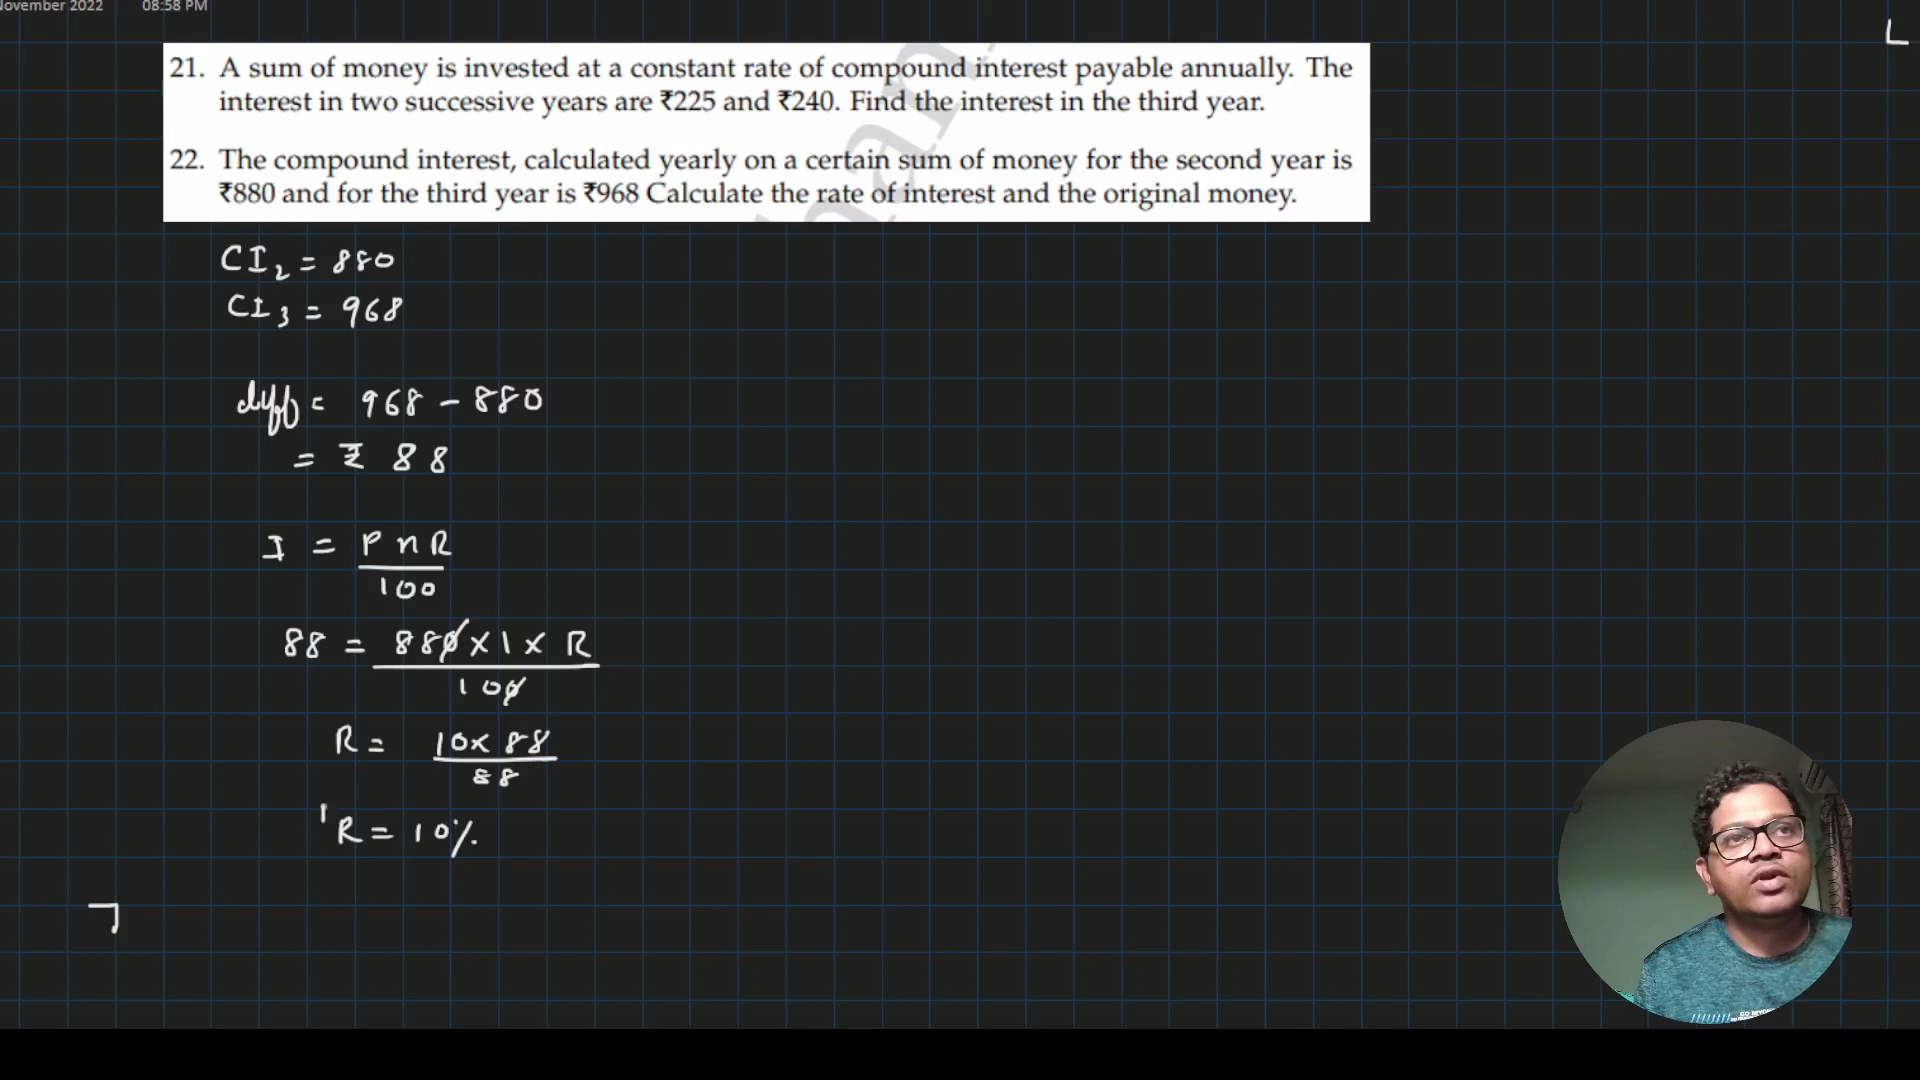 November 2022 08:58 PM
21. A sum of money is invested at a constant rate of compound interest payable annually. The
interest in two successive years are ₹225 and ₹240. Find the interest in the third year.
22. The compound interest, calculated yearly on a certain sum of money for the second year is
₹880 and for the third year is ₹968 Calculate the rate of interest and the original money.
CI₂ = 880
CI₃ = 968
diff = 968 - 880
= ₹ 88
I = P n R
100
88 = 880 × 1 × R
100
R = 10 × 88
88
R = 10%
GO BEYOND